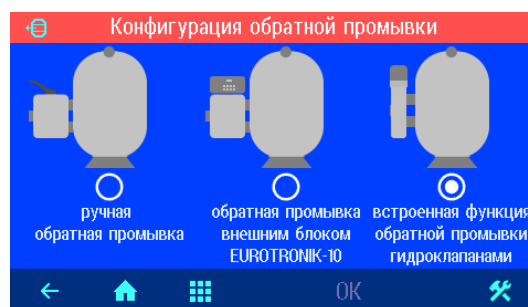 Конфигурация обратной промывки
ручная
обратная промывка
обратная промывка
внешним блоком
EUROTRONIK-10
встроенная функция
обратной промывки
гидроклапанами
OK